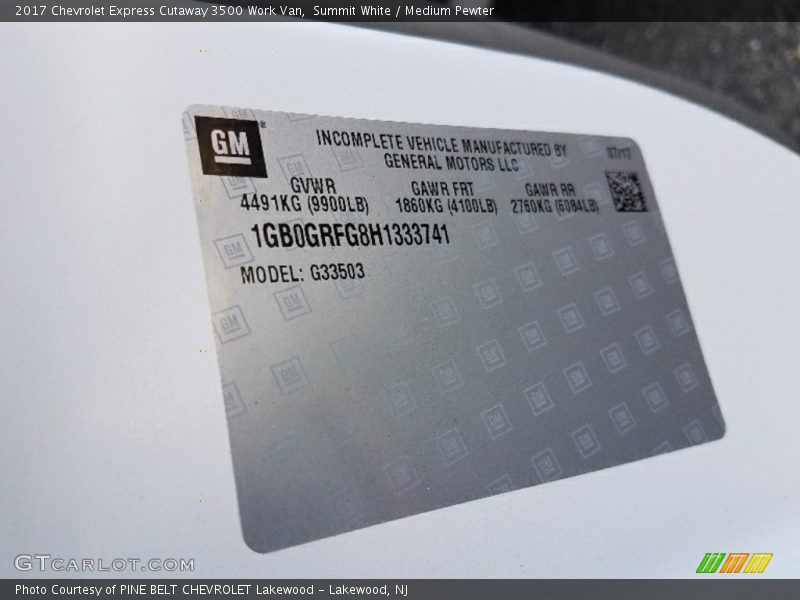 2017 Chevrolet Express Cutaway 3500 Work Van,  Summit White / Medium Pewter
GM
INCOMPLETE VEHICLE MANUFACTURED BY
GENERAL MOTORS LLC
07/17
GVWR GAWR FRT GAWR RR
4491KG (9900LB) 1860KG (4100LB) 2760KG (6084LB)
1GB0GRFG8H1333741
MODEL: G33503
GTCARLOT.COM
Photo Courtesy of PINE BELT CHEVROLET Lakewood - Lakewood, NJ